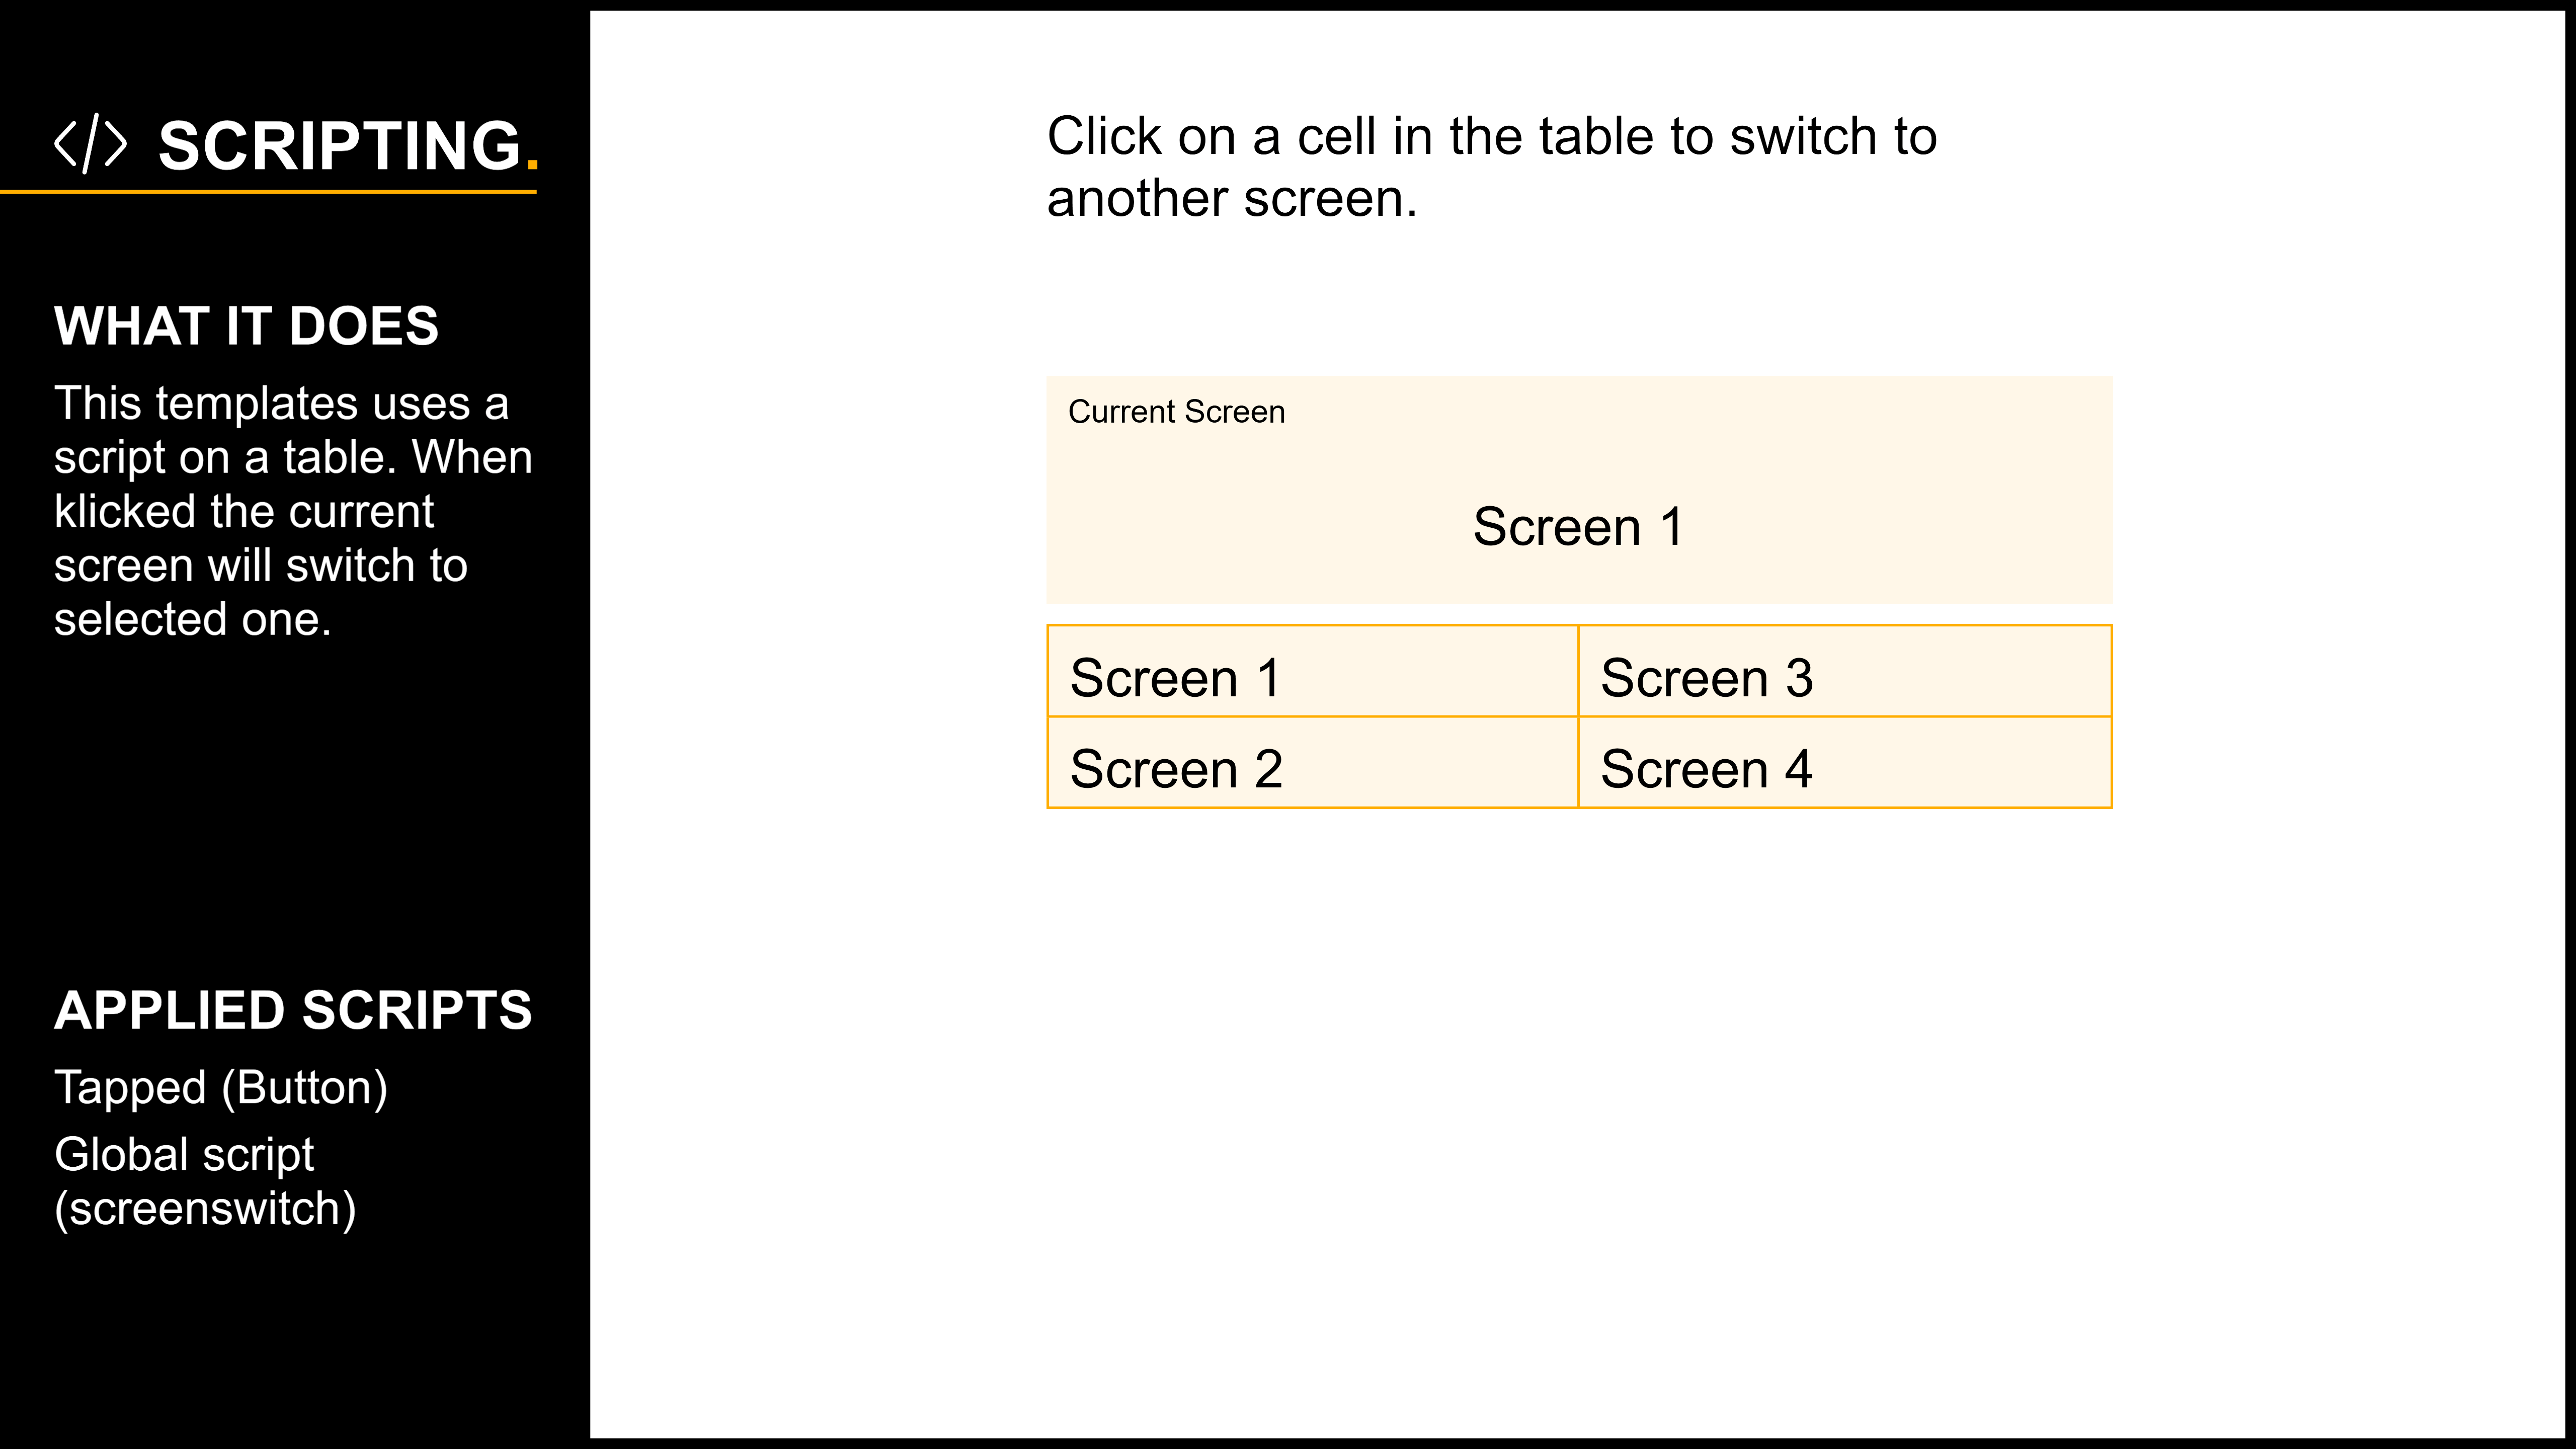 </> SCRIPTING.
WHAT IT DOES
This templates uses a
script on a table. When
klicked the current
screen will switch to
selected one.
APPLIED SCRIPTS
Tapped (Button)
Global script
(screenswitch)
Click on a cell in the table to switch to
another screen.
Current Screen
Screen 1
Screen 1 Screen 3
Screen 2 Screen 4